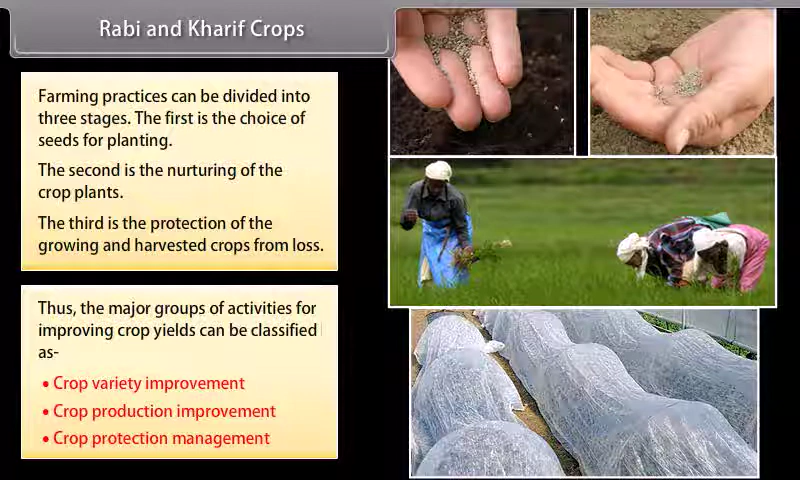 Rabi and Kharif Crops
Farming practices can be divided into
three stages. The first is the choice of
seeds for planting.
The second is the nurturing of the
crop plants.
The third is the protection of the
growing and harvested crops from loss.
Thus, the major groups of activities for
improving crop yields can be classified
as-
• Crop variety improvement
• Crop production improvement
• Crop protection management